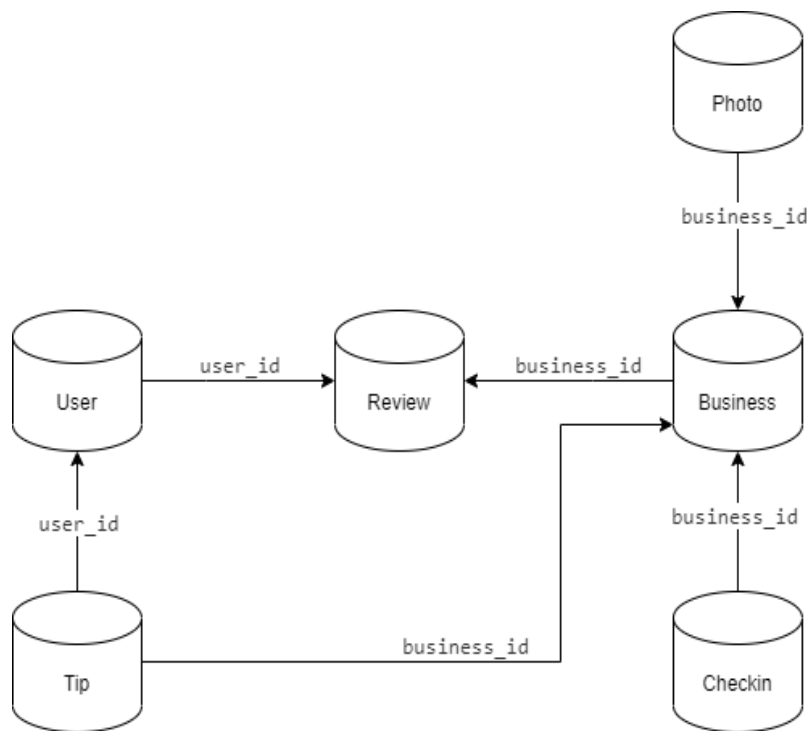 Photo
business_id
User
user_id
Review
business_id
Business
user_id
business_id
Tip
business_id
Checkin